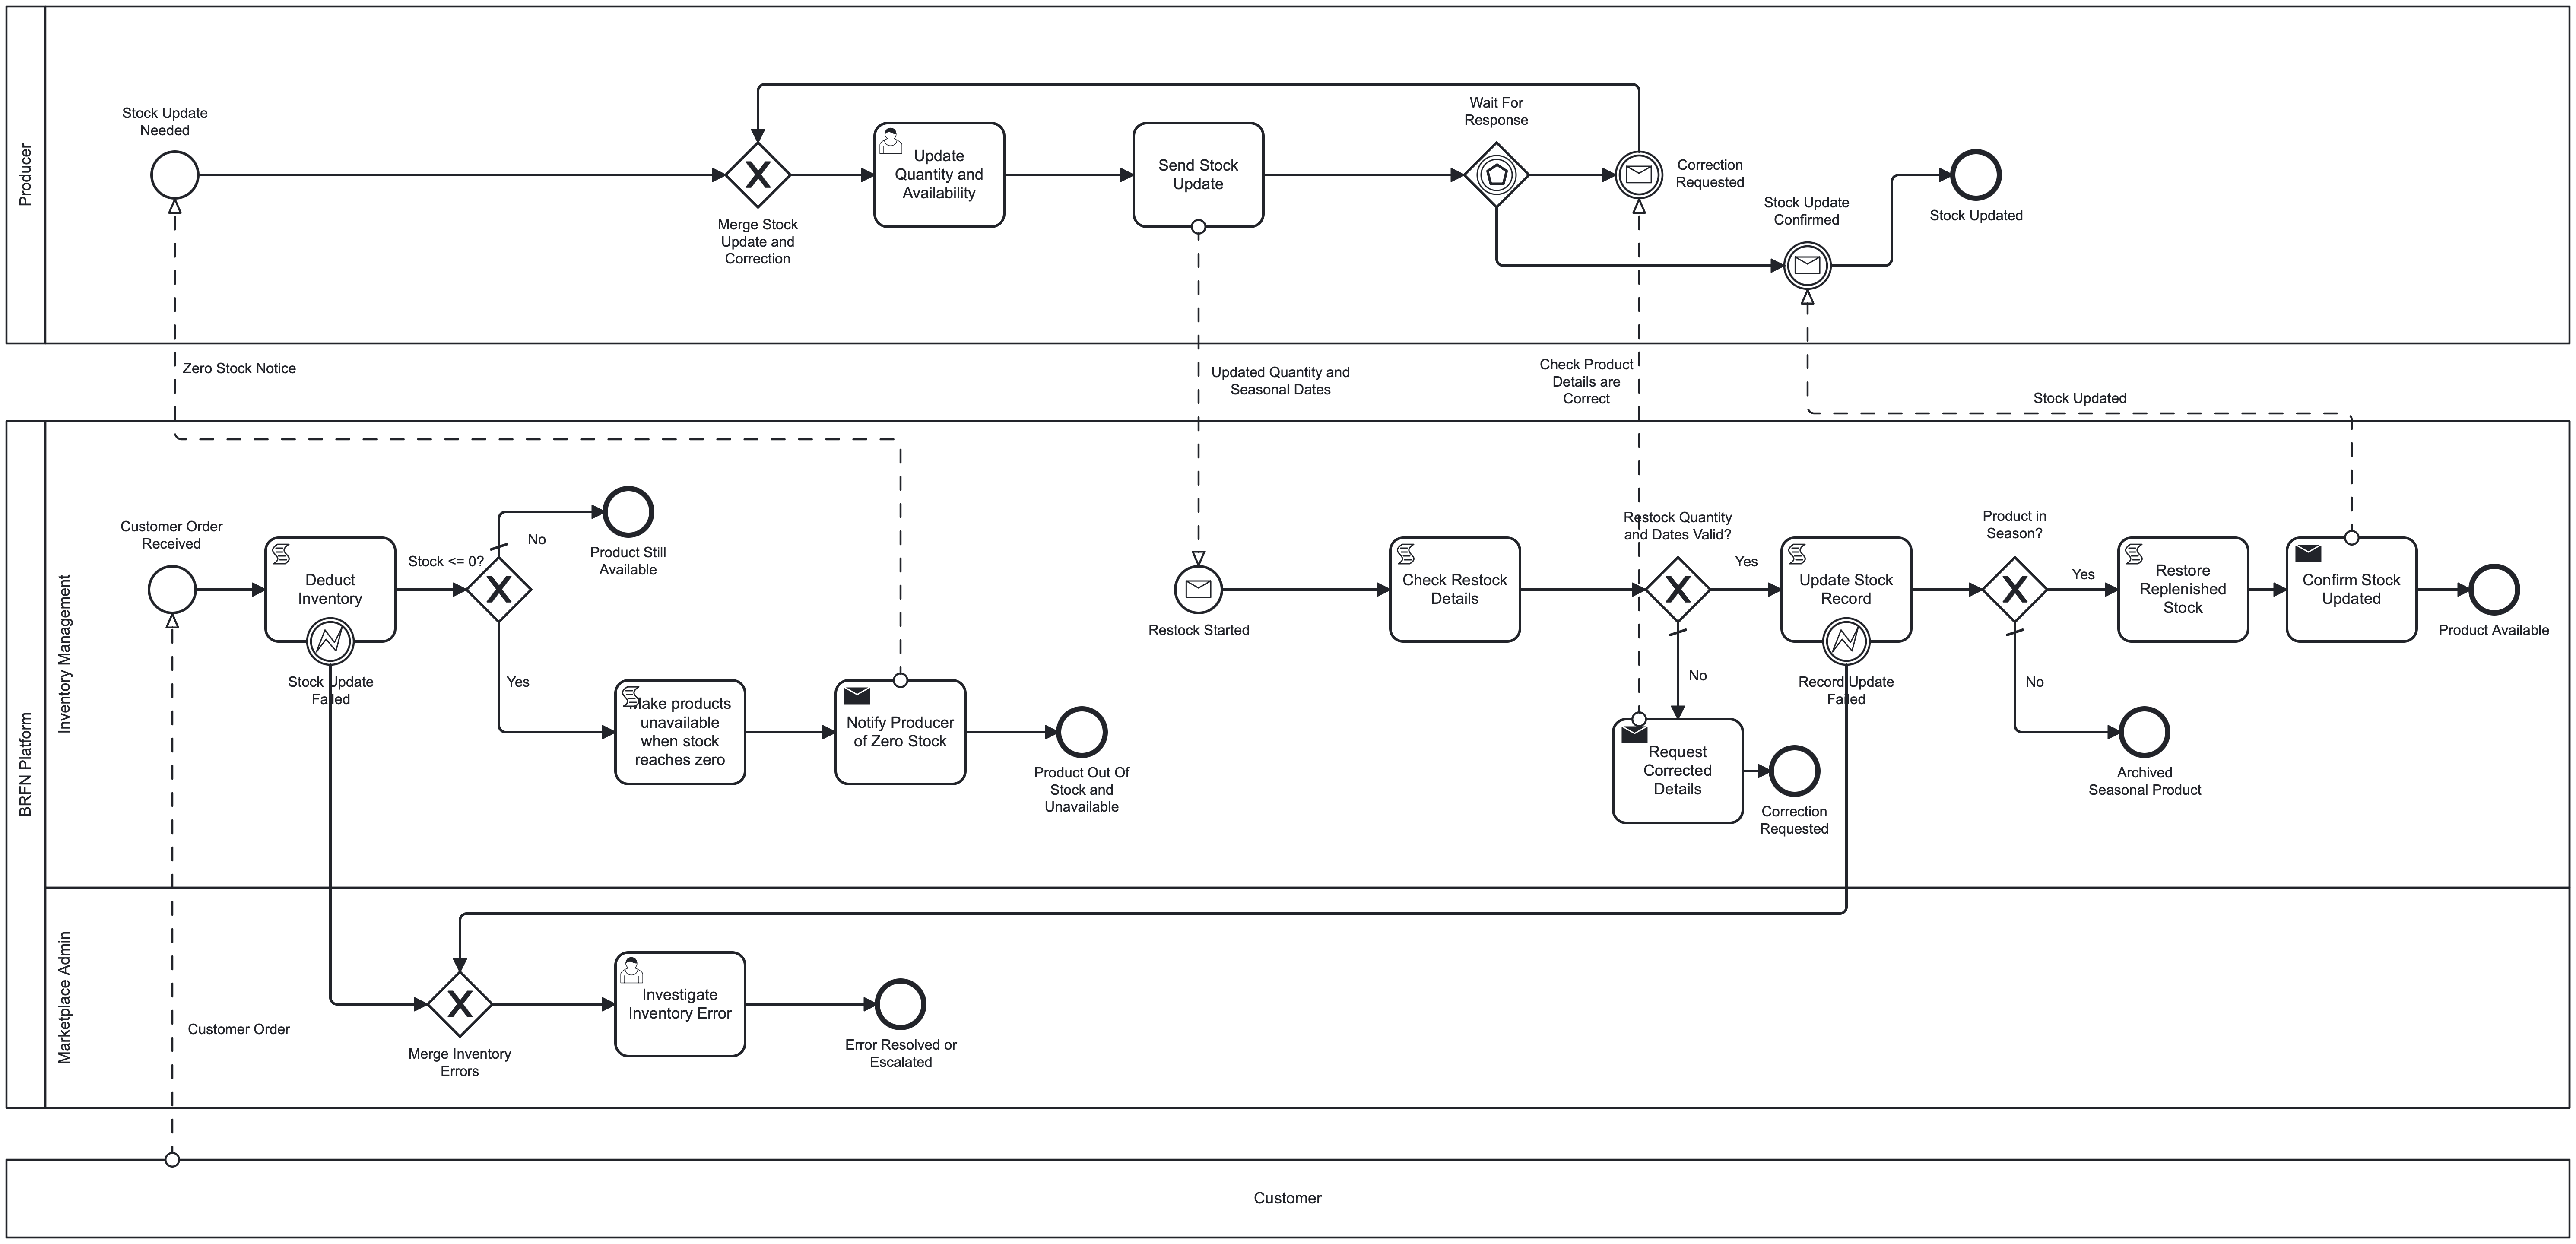 Producer
Stock Update
Needed
Merge Stock
Update and
Correction
Update
Quantity and
Availability
Send Stock
Update
Wait For
Response
Correction
Requested
Stock Update
Confirmed
Stock Updated
Zero Stock Notice
Updated Quantity and
Seasonal Dates
Check Product
Details are
Correct
Stock Updated
BRFN Platform
Inventory Management
Customer Order
Received
Deduct
Inventory
Stock Update
Failed
Stock <= 0?
No
Product Still
Available
Yes
Make products
unavailable
when stock
reaches zero
Notify Producer
of Zero Stock
Product Out Of
Stock and
Unavailable
Restock Started
Check Restock
Details
Restock Quantity
and Dates Valid?
Yes
No
Request
Corrected
Details
Correction
Requested
Update Stock
Record
Record Update
Failed
Product in
Season?
Yes
No
Archived
Seasonal Product
Restore
Replenished
Stock
Confirm Stock
Updated
Product Available
Marketplace Admin
Customer Order
Merge Inventory
Errors
Investigate
Inventory Error
Error Resolved or
Escalated
Customer